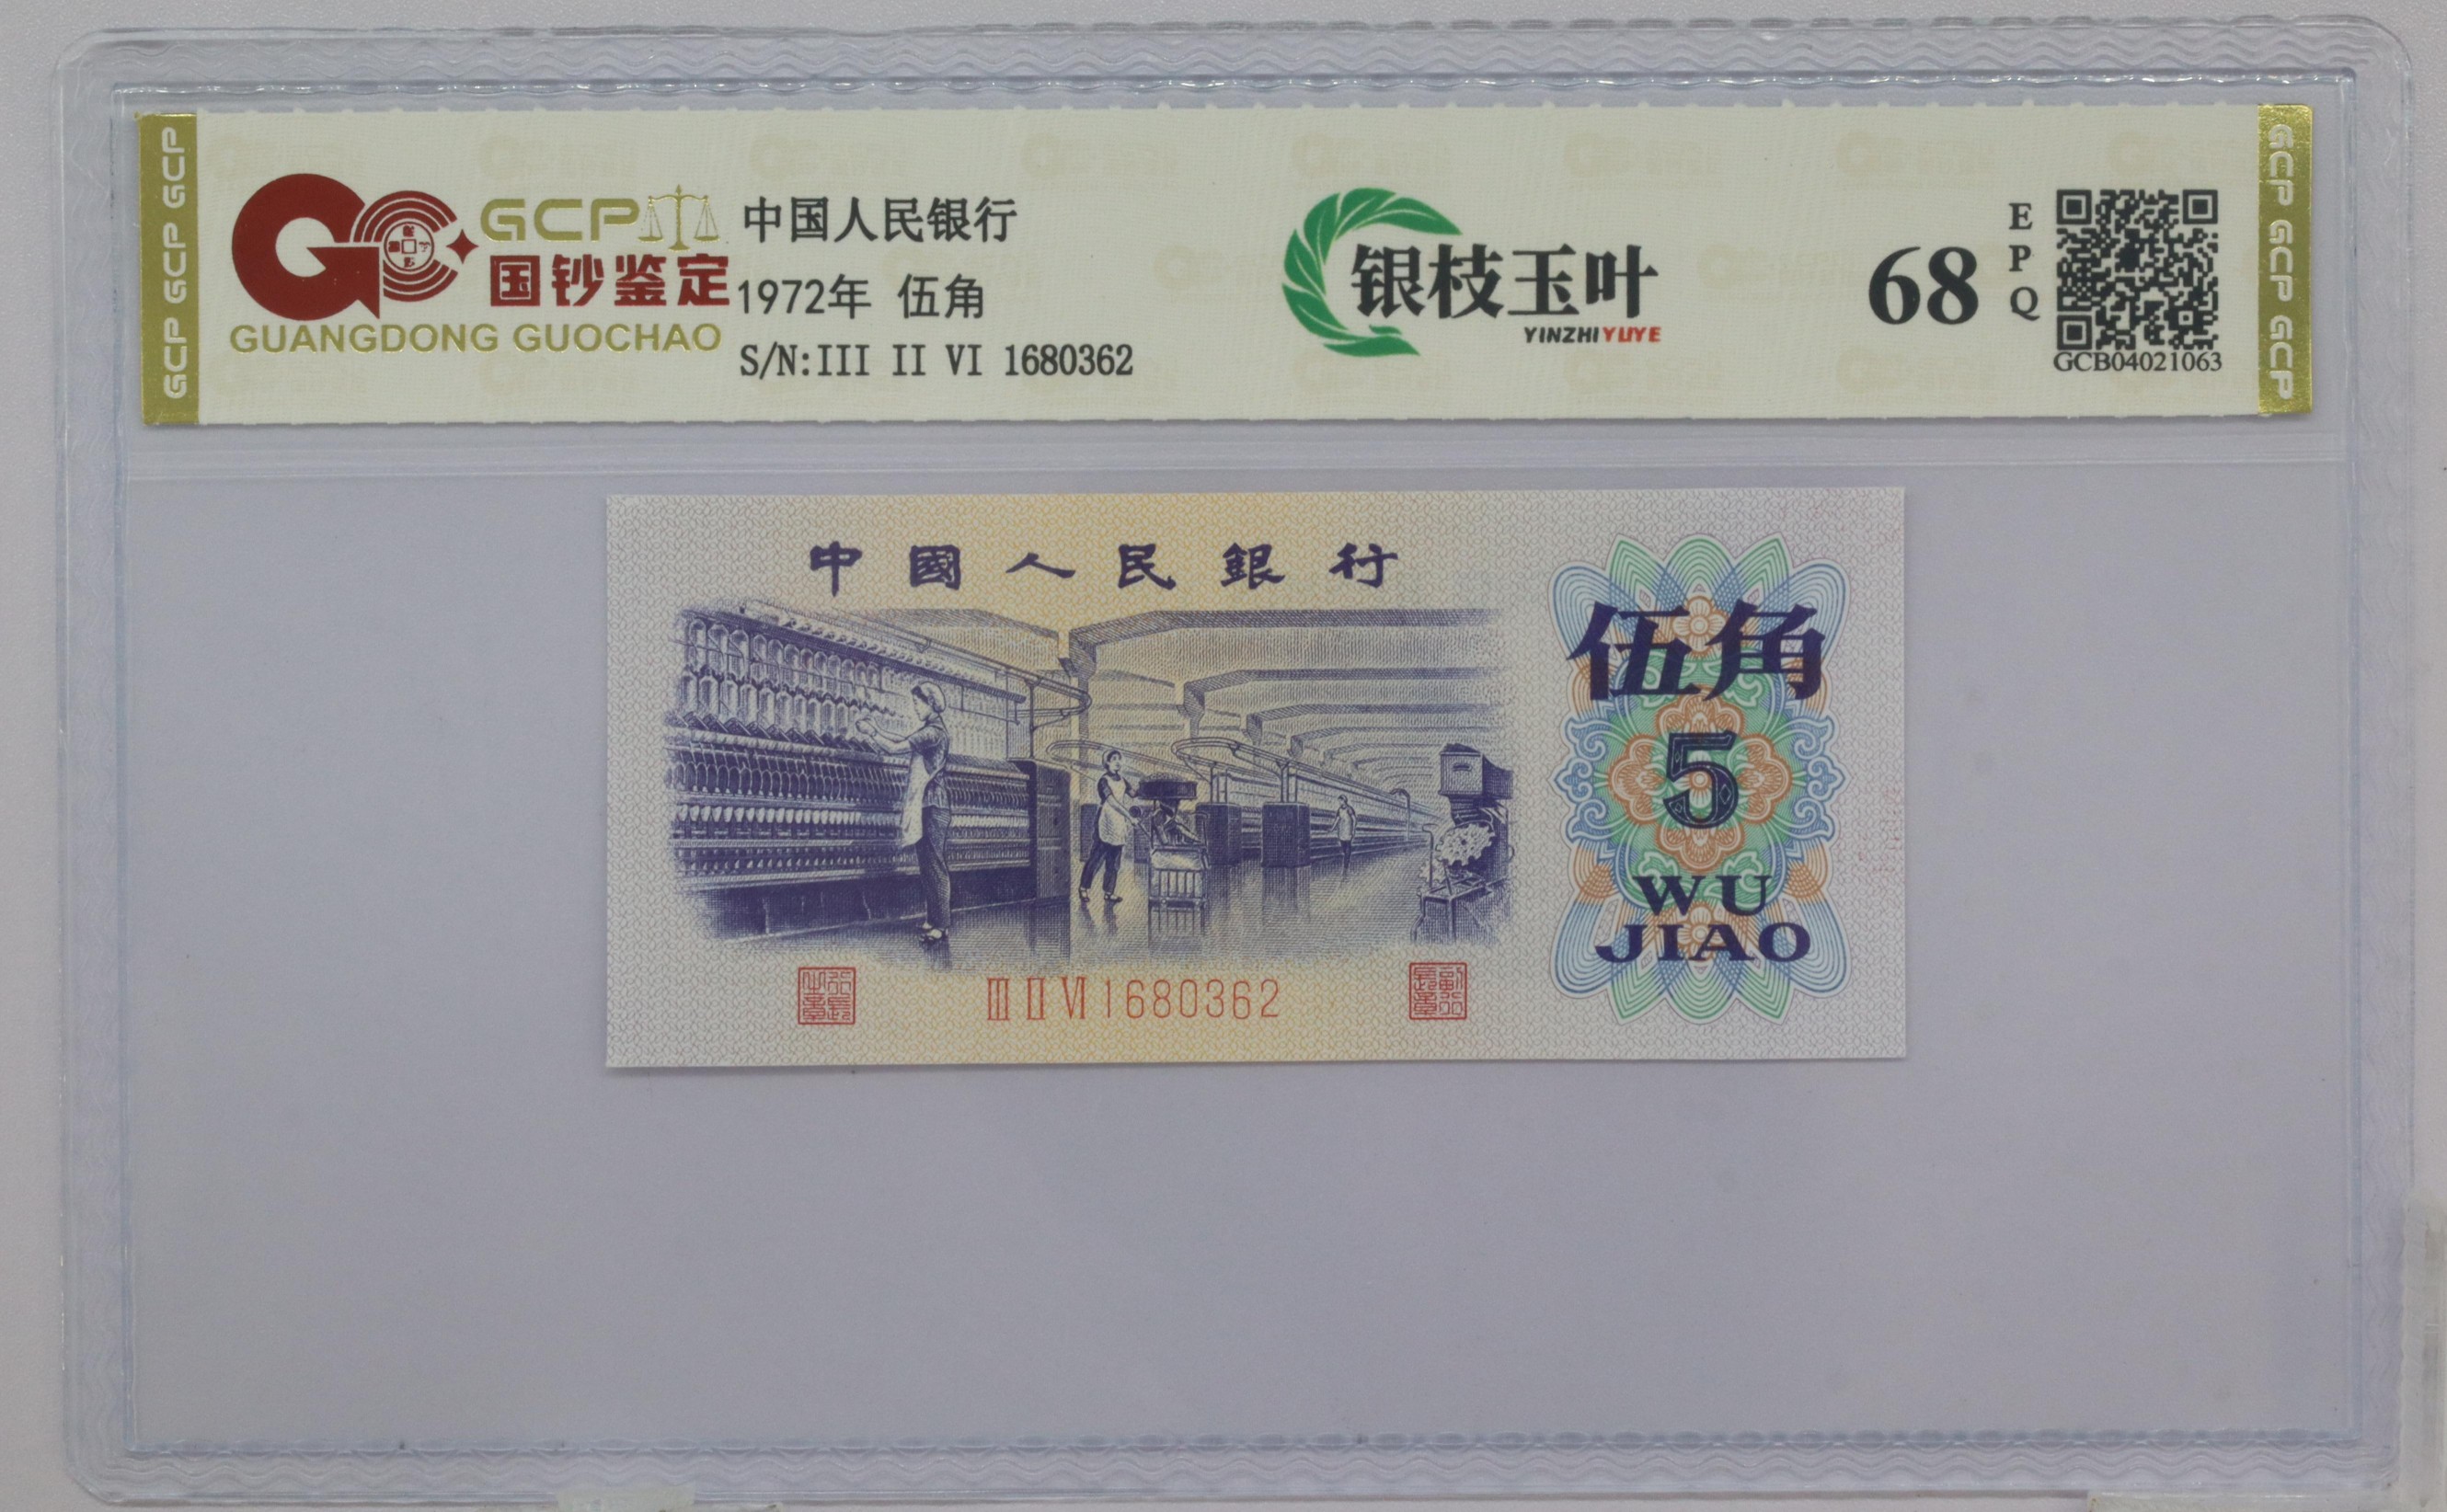 GCP GCP GCP
GCP
国钞鉴定
GUANGDONG GUOCHAO
中国人民银行
1972年 伍角
S/N:III II VI 1680362
银枝玉叶
YINZHIYUYE
68
EPQ
GCB04021063
GCP GCP GCP
中國人民銀行
伍角
5
WU
JIAO
III II VI 1680362